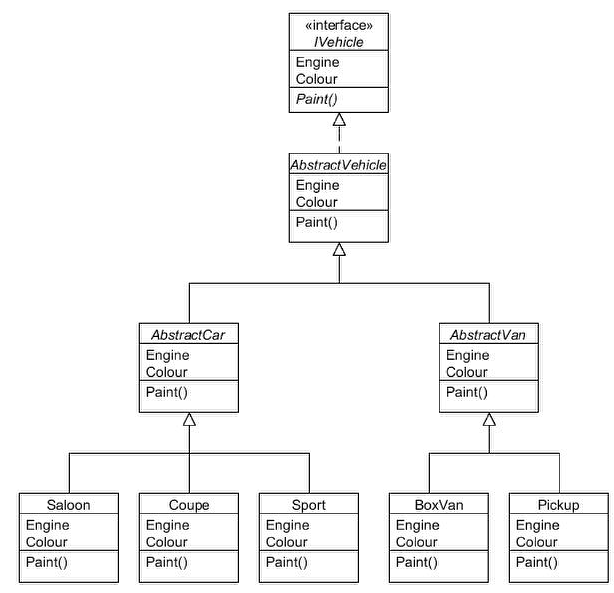 «interface»
IVehicle
Engine
Colour
Paint()
AbstractVehicle
Engine
Colour
Paint()
AbstractCar
Engine
Colour
Paint()
AbstractVan
Engine
Colour
Paint()
Saloon
Engine
Colour
Paint()
Coupe
Engine
Colour
Paint()
Sport
Engine
Colour
Paint()
BoxVan
Engine
Colour
Paint()
Pickup
Engine
Colour
Paint()